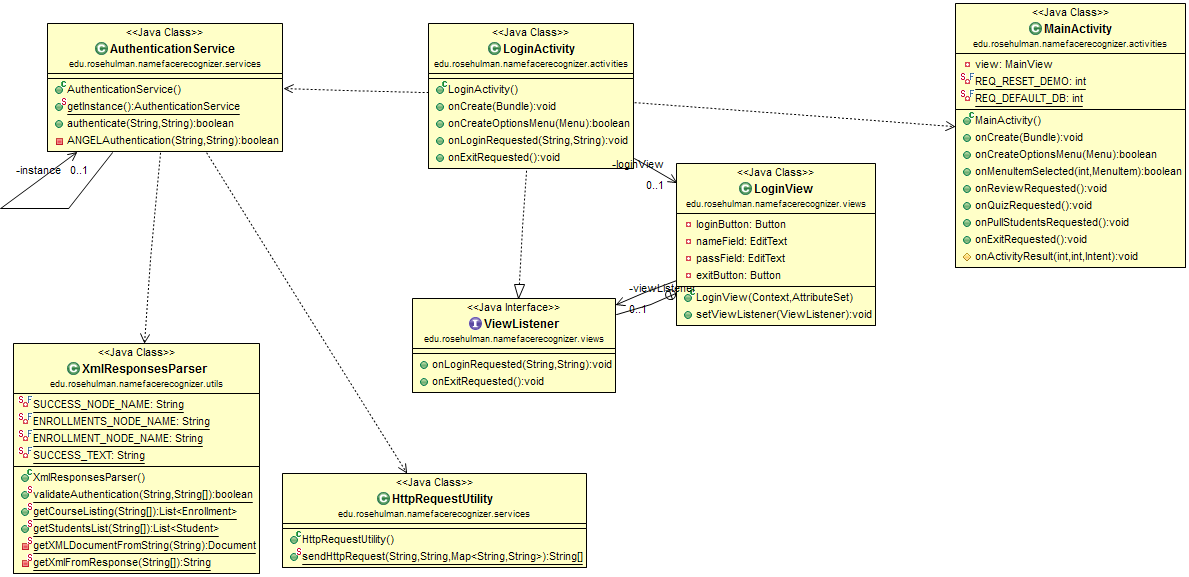 <<Java Class>>
AuthenticationService
edu.rosehulman.namefacerecognizer.services
AuthenticationService()
getInstance():AuthenticationService
authenticate(String,String):boolean
ANGELAuthentication(String,String):boolean
-instance
0..1
<<Java Class>>
LoginActivity
edu.rosehulman.namefacerecognizer.activities
LoginActivity()
onCreate(Bundle):void
onCreateOptionsMenu(Menu):boolean
onLoginRequested(String,String):void
onExitRequested():void
-loginView
0..1
<<Java Class>>
MainActivity
edu.rosehulman.namefacerecognizer.activities
view: MainView
REQ_RESET_DEMO: int
REQ_DEFAULT_DB: int
MainActivity()
onCreate(Bundle):void
onCreateOptionsMenu(Menu):boolean
onMenuItemSelected(int,MenuItem):boolean
onReviewRequested():void
onQuizRequested():void
onPullStudentsRequested():void
onExitRequested():void
onActivityResult(int,int,Intent):void
<<Java Class>>
LoginView
edu.rosehulman.namefacerecognizer.views
loginButton: Button
nameField: EditText
passField: EditText
exitButton: Button
LoginView(Context,AttributeSet)
setViewListener(ViewListener):void
-viewListener
0..1
<<Java Interface>>
ViewListener
edu.rosehulman.namefacerecognizer.views
onLoginRequested(String,String):void
onExitRequested():void
<<Java Class>>
XmlResponsesParser
edu.rosehulman.namefacerecognizer.utils
SUCCESS_NODE_NAME: String
ENROLLMENTS_NODE_NAME: String
ENROLLMENT_NODE_NAME: String
SUCCESS_TEXT: String
XmlResponsesParser()
validateAuthentication(String,String[]):boolean
getCourseListing(String[]):List<Enrollment>
getStudentsList(String[]):List<Student>
getXMLDocumentFromString(String):Document
getXmlFromResponse(String[]):String
<<Java Class>>
HttpRequestUtility
edu.rosehulman.namefacerecognizer.services
HttpRequestUtility()
sendHttpRequest(String,String,Map<String,String>):String[]